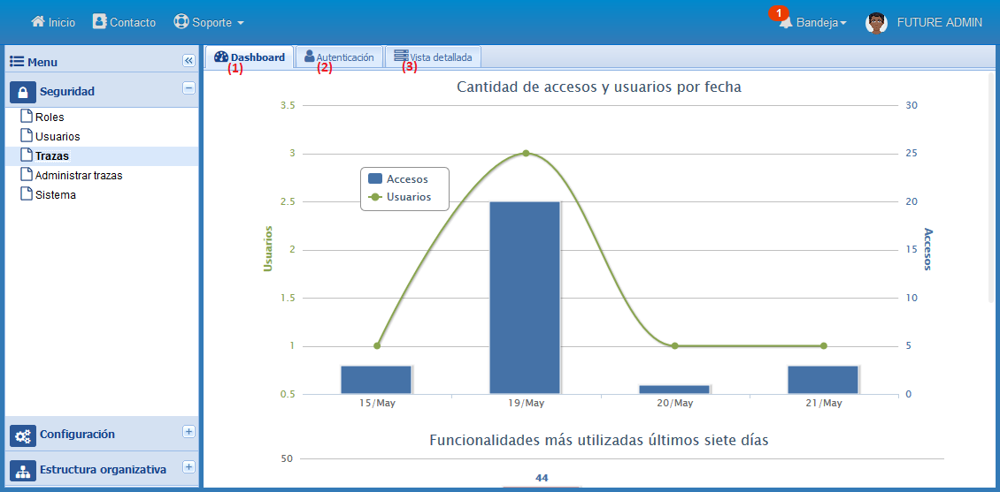 Inicio Contacto Soporte 1 Bandeja FUTURE ADMIN
Menu
Seguridad
Roles
Usuarios
Trazas
Administrar trazas
Sistema
Configuración
Estructura organizativa
Dashboard Autenticación Vista detallada
(1) (2) (3)
Cantidad de accesos y usuarios por fecha
3.5 30
3 25
Accesos
Usuarios
2.5 20
Usuarios
Accesos
2 15
1.5 10
1 5
0.5 0
15/May 19/May 20/May 21/May
Funcionalidades más utilizadas últimos siete días
50
44